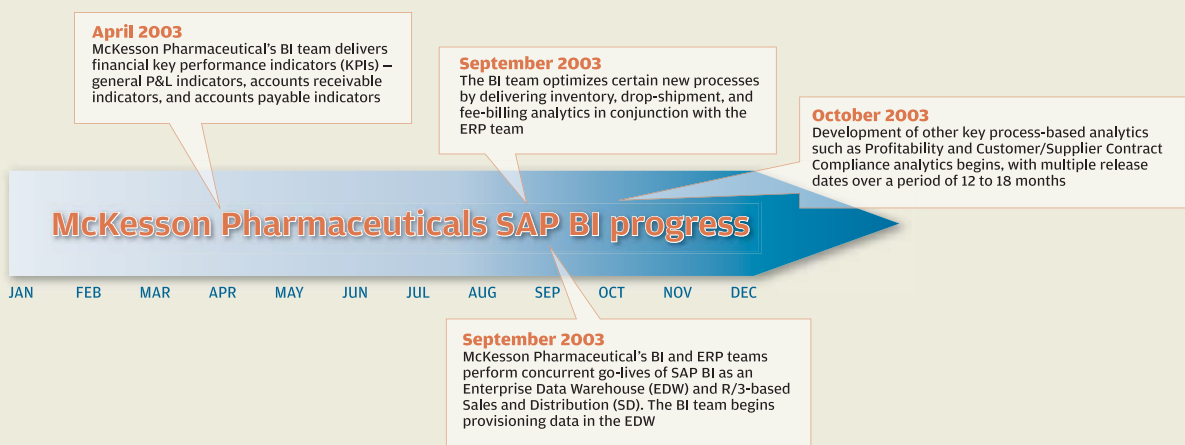 April 2003
McKesson Pharmaceutical's BI team delivers
financial key performance indicators (KPIs) –
general P&L indicators, accounts receivable
indicators, and accounts payable indicators
September 2003
The BI team optimizes certain new processes
by delivering inventory, drop-shipment, and
fee-billing analytics in conjunction with the
ERP team
October 2003
Development of other key process-based analytics
such as Profitability and Customer/Supplier Contract
Compliance analytics begins, with multiple release
dates over a period of 12 to 18 months
McKesson Pharmaceuticals SAP BI progress
JAN FEB MAR APR MAY JUN JUL AUG SEP OCT NOV DEC
September 2003
McKesson Pharmaceutical's BI and ERP teams
perform concurrent go-lives of SAP BI as an
Enterprise Data Warehouse (EDW) and R/3-based
Sales and Distribution (SD). The BI team begins
provisioning data in the EDW